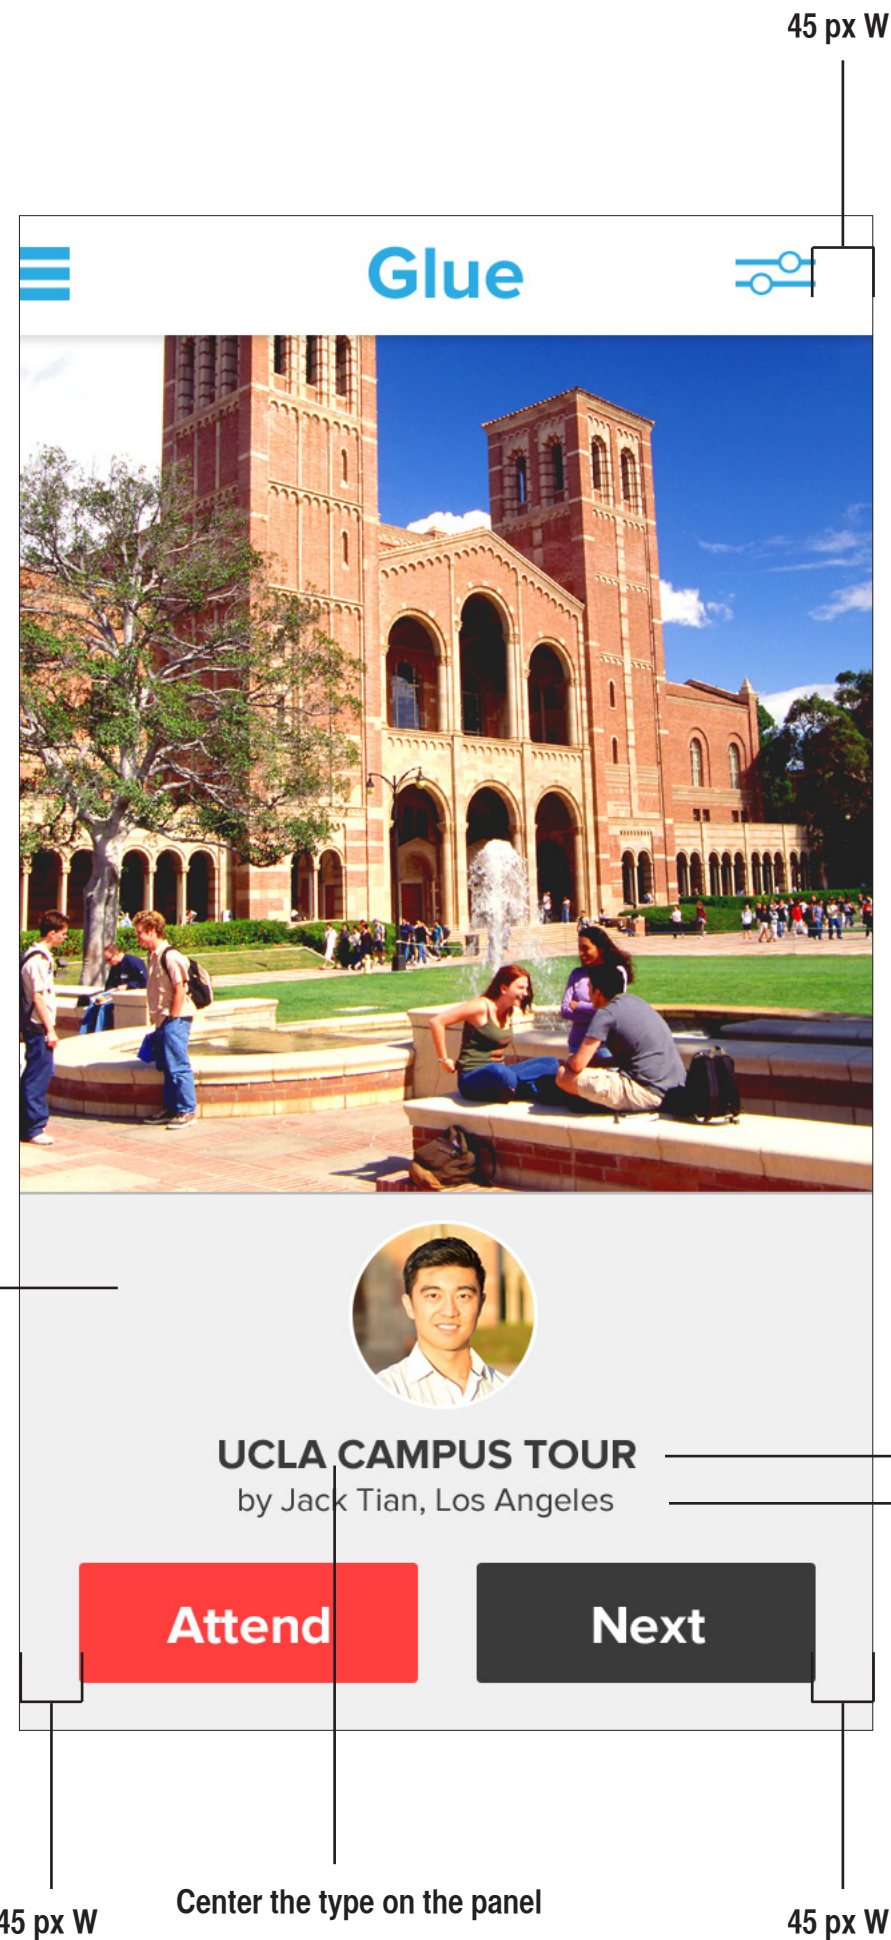 45 px W
Glue
UCLA CAMPUS TOUR
by Jack Tian, Los Angeles
Attend
Next
45 px W
Center the type on the panel
45 px W